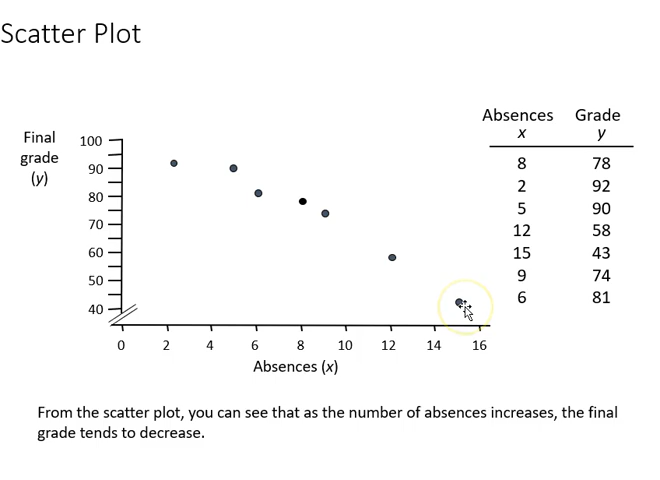 Scatter Plot
Absences Grade
x y
8 78
2 92
5 90
12 58
15 43
9 74
6 81
Final
grade
(y)
100
90
80
70
60
50
40
0 2 4 6 8 10 12 14 16
Absences (x)
From the scatter plot, you can see that as the number of absences increases, the final
grade tends to decrease.